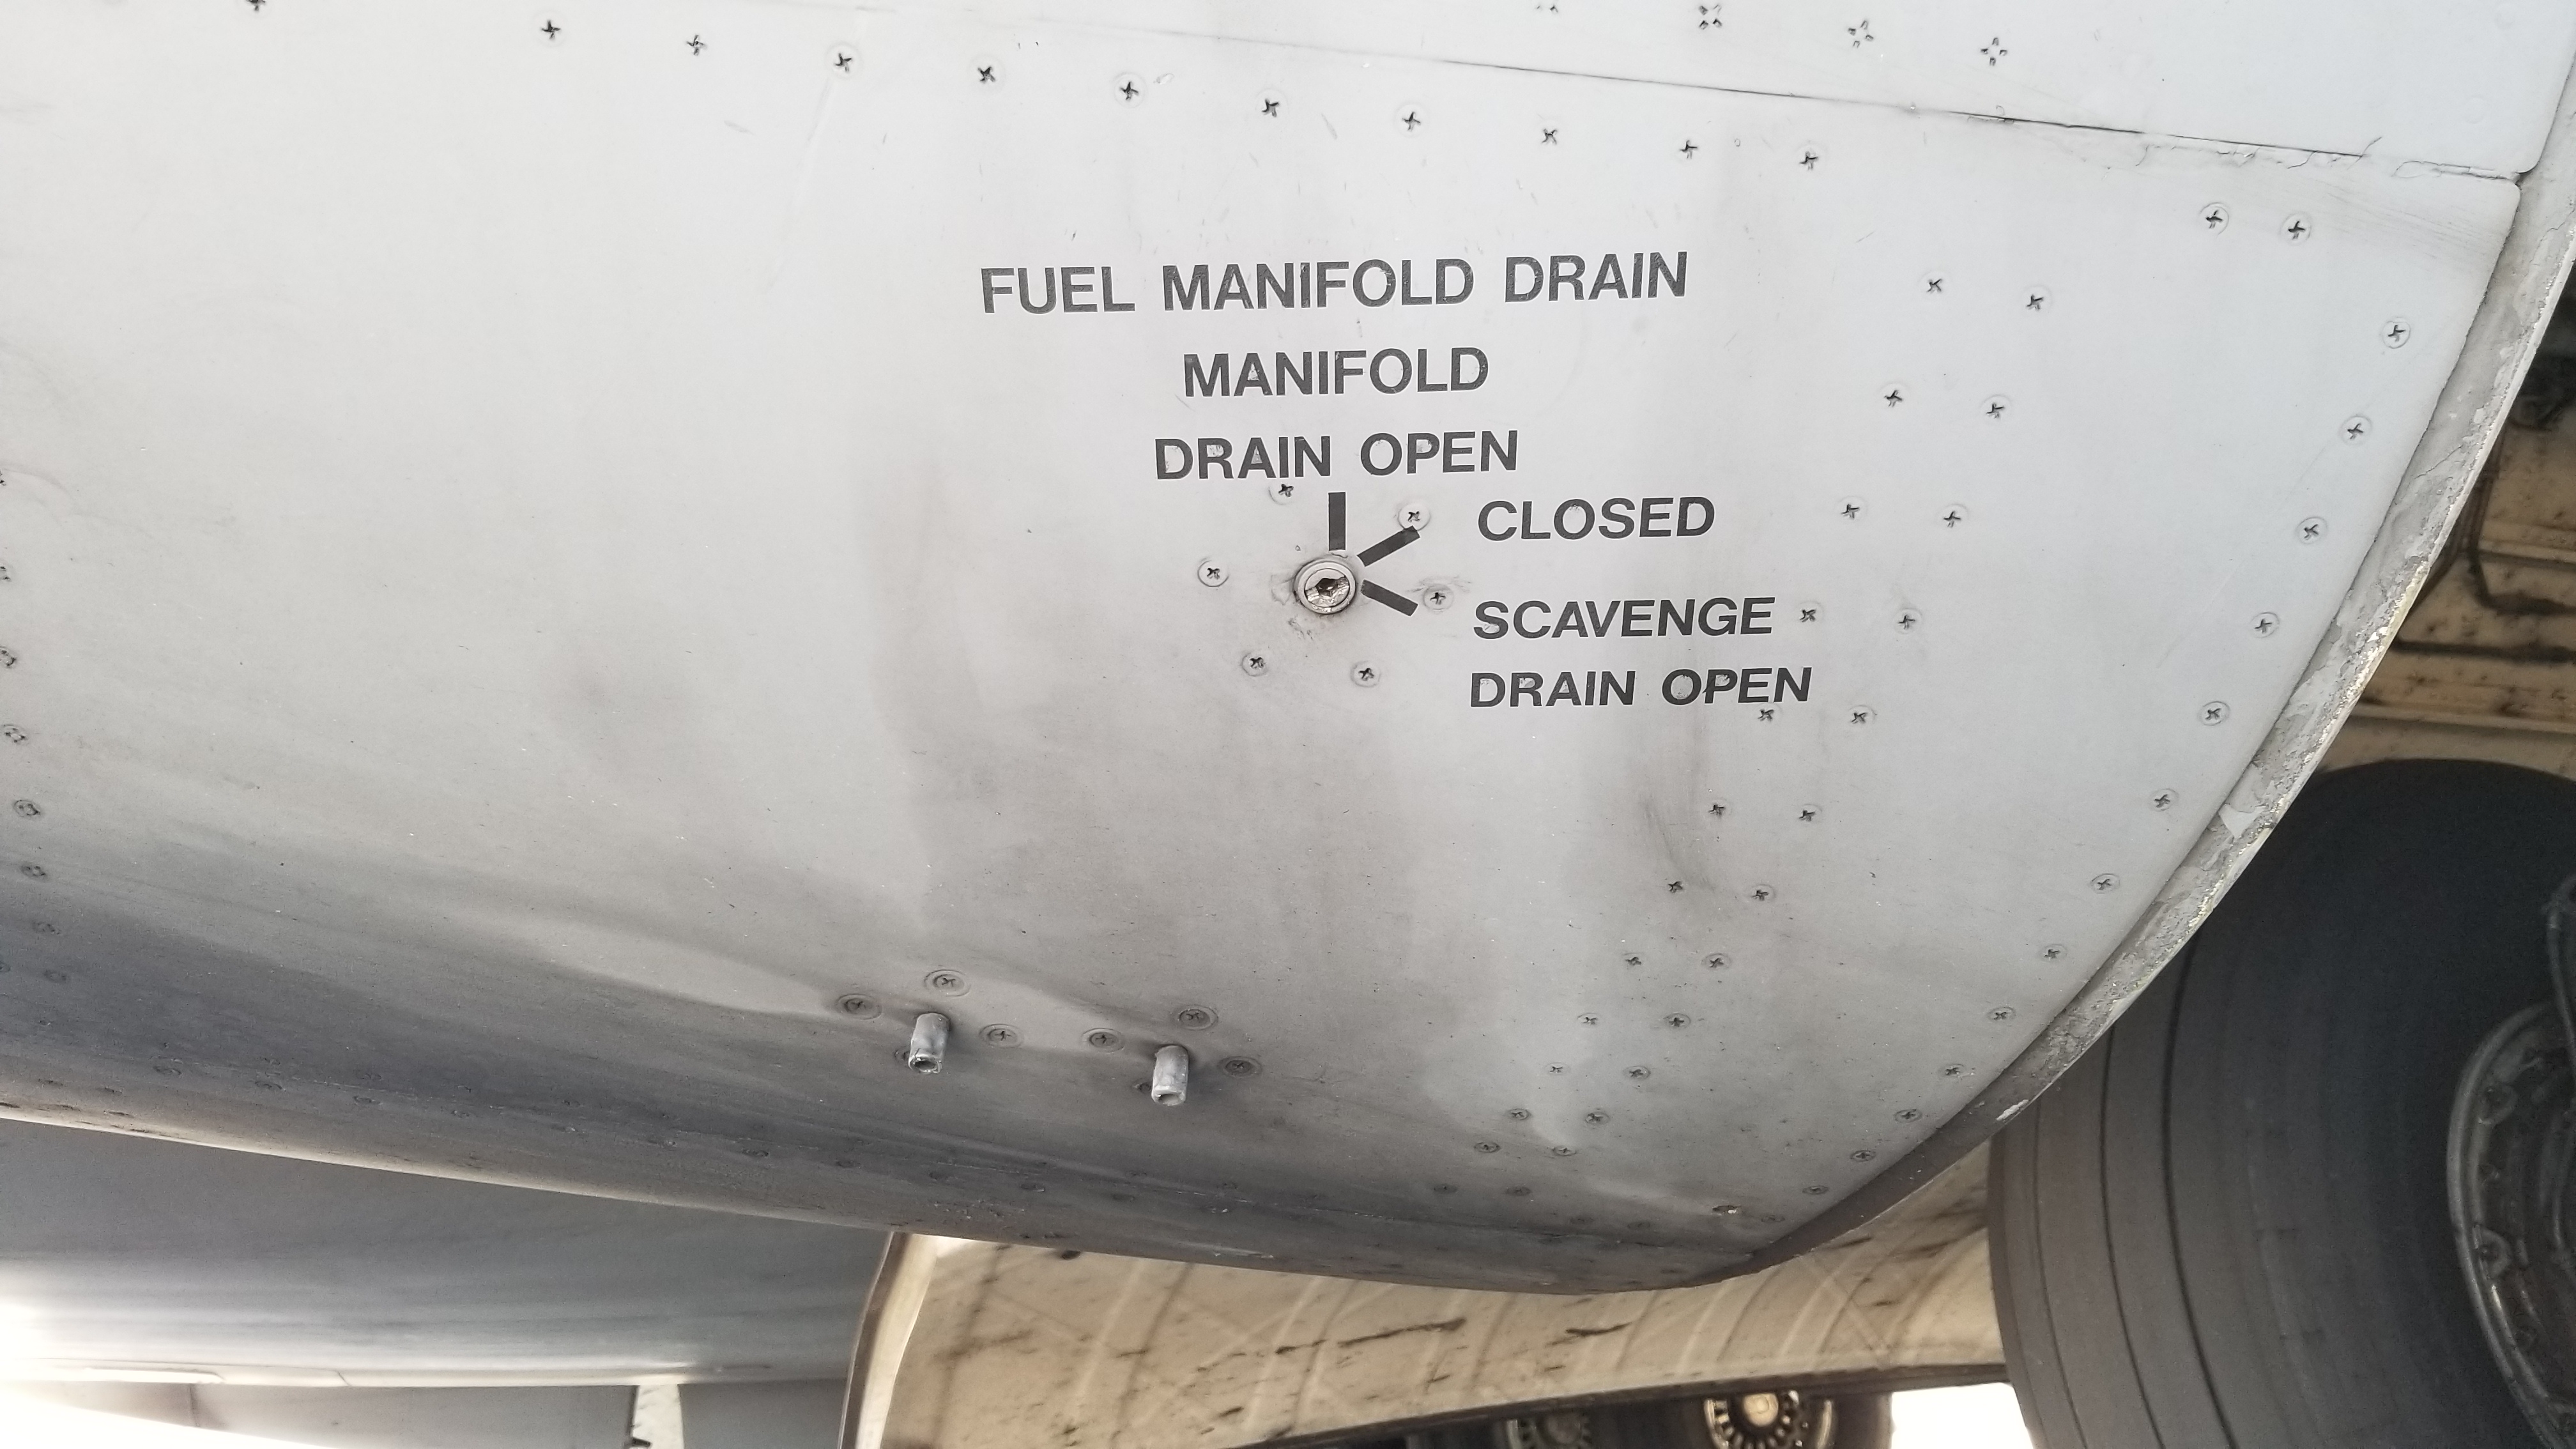 FUEL MANIFOLD DRAIN
MANIFOLD
DRAIN OPEN
CLOSED
SCAVENGE
DRAIN OPEN